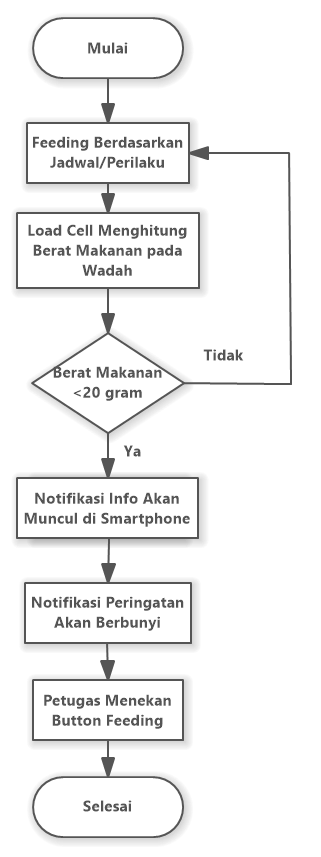 Mulai
Feeding Berdasarkan
Jadwal/Perilaku
Load Cell Menghitung
Berat Makanan pada
Wadah
Berat Makanan
<20 gram
Tidak
Ya
Notifikasi Info Akan
Muncul di Smartphone
Notifikasi Peringatan
Akan Berbunyi
Petugas Menekan
Button Feeding
Selesai